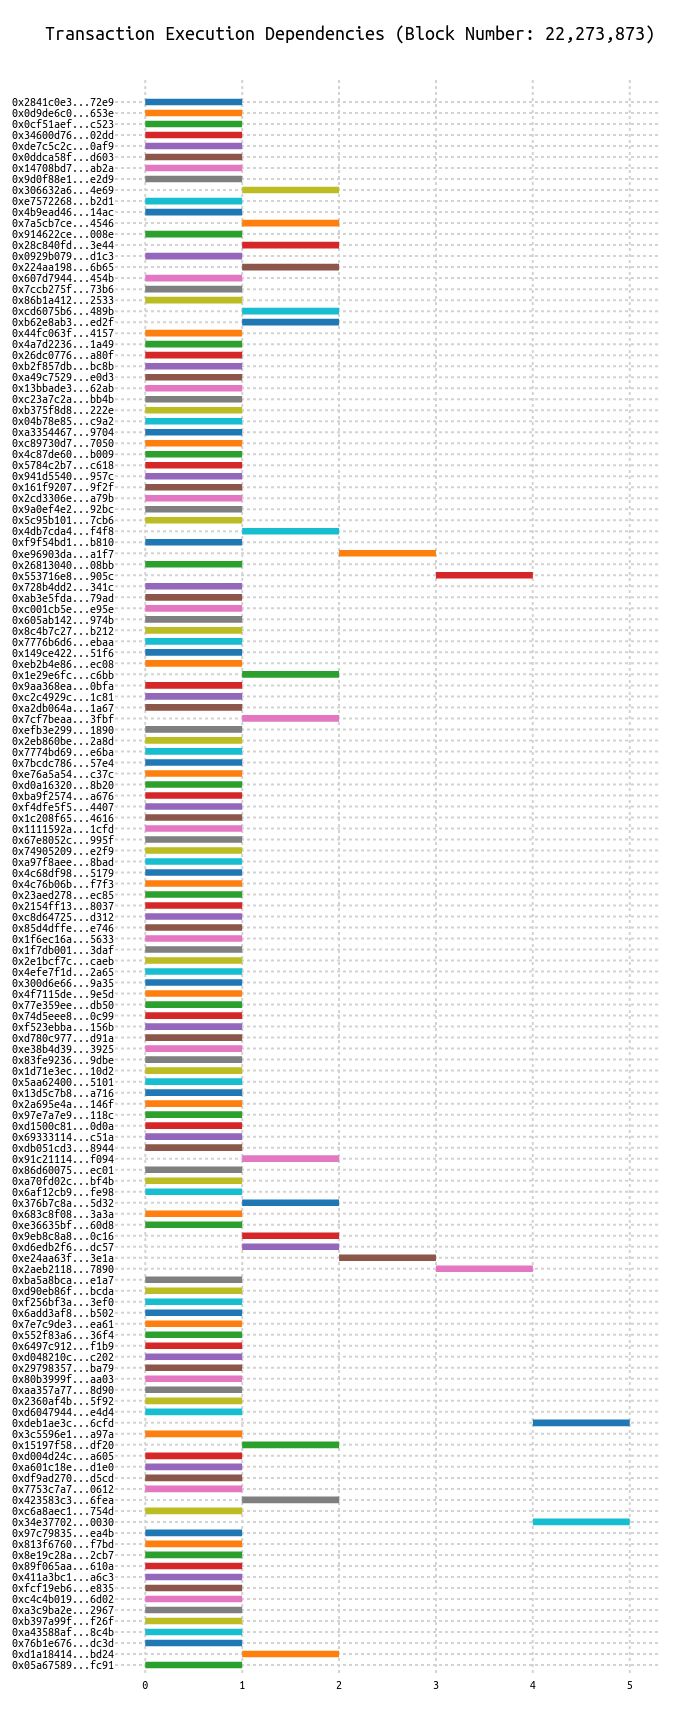 Transaction Execution Dependencies (Block Number: 22,273,873)
0x2841c0e3...72e9
0x0d9de6c0...653e
0x0cf51aef...c523
0x34600d76...02dd
0xde7c5c2c...0af9
0x0ddca58f...d603
0x14708bd7...ab2a
0x9d0f88e1...e2d9
0x306632a6...4e69
0xe7572268...b2d1
0x4b9ead46...14ac
0x7a5cb7ce...4546
0x914622ce...008e
0x28c840fd...3e44
0x0929b079...d1c3
0x224aa198...6b65
0x607d7944...454b
0x7ccb275f...73b6
0x86b1a412...2533
0xcd6075b6...489b
0xb62e8ab3...ed2f
0x44fc063f...4157
0x4a7d2236...1a49
0x26dc0776...a80f
0xb2f857db...bc8b
0xa49c7529...e0d3
0x13bbade3...62ab
0xc23a7c2a...bb4b
0xb375f8d8...222e
0x04b78e85...c9a2
0xa3354467...9704
0xc89730d7...7050
0x4c87de60...b009
0x5784c2b7...c618
0x941d5540...957c
0x161f9207...9f2f
0x2cd3306e...a79b
0x9a0ef4e2...92bc
0x5c95b101...7cb6
0x4db7cda4...f4f8
0xf9f54bd1...b810
0xe96903da...a1f7
0x26813040...08bb
0x553716e8...905c
0x728b4dd2...341c
0xab3e5fda...79ad
0xc001cb5e...e95e
0x605ab142...974b
0x8c4b7c27...b212
0x7776b6d6...ebaa
0x149ce422...51f6
0xeb2b4e86...ec08
0x1e29e6fc...c6bb
0x9aa368ea...0bfa
0xc2c4929c...1c81
0xa2db064a...1a67
0x7cf7beaa...3fbf
0xefb3e299...1890
0x2eb860be...2a8d
0x7774bd69...e6ba
0x7bcdc786...57e4
0xe76a5a54...c37c
0xd0a16320...8b20
0xba9f2574...a676
0xf4dfe5f5...4407
0x1c208f65...4616
0x1111592a...1cfd
0x67e8052c...995f
0x74905209...e2f9
0xa97f8aee...8bad
0x4c68df98...5179
0x4c76b06b...f7f3
0x23aed278...ec85
0x2154ff13...8037
0xc8d64725...d312
0x85d4dffe...e746
0x1f6ec16a...5633
0x1f7db001...3daf
0x2e1bcf7c...caeb
0x4efe7f1d...2a65
0x300d6e66...9a35
0x4f7115de...9e5d
0x77e359ee...db50
0x74d5eee8...0c99
0xf523ebba...156b
0xd780c977...d91a
0xe38b4d39...3925
0x83fe9236...9dbe
0x1d71e3ec...10d2
0x5aa62400...5101
0x13d5c7b8...a716
0x2a695e4a...146f
0x97e7a7e9...118c
0xd1500c81...0d0a
0x69333114...c51a
0xdb051cd3...8944
0x91c21114...f094
0x86d60075...ec01
0xa70fd02c...bf4b
0x6af12cb9...fe98
0x376b7c8a...5d32
0x683c8f08...3a3a
0xe36635bf...60d8
0x9eb8c8a8...0c16
0xd6edb2f6...dc57
0xe24aa63f...3e1a
0x2aeb2118...7890
0xba5a8bca...e1a7
0xd90eb86f...bcda
0xf256bf3a...3ef0
0x6add3af8...b502
0x7e7c9de3...ea61
0x552f83a6...36f4
0x6497c912...f1b9
0xd048210c...c202
0x29798357...ba79
0x80b3999f...aa03
0xaa357a77...8d90
0x2360af4b...5f92
0xd6047944...e4d4
0xdeb1ae3c...6cfd
0x3c5596e1...a97a
0x15197f58...df20
0xd004d24c...a605
0xa601c18e...d1e0
0xdf9ad270...d5cd
0x7753c7a7...0612
0x423583c3...6fea
0xc6a8aec1...754d
0x34e37702...0030
0x97c79835...ea4b
0x813f6760...f7bd
0x8e19c28a...2cb7
0x89f065aa...610a
0x411a3bc1...a6c3
0xfcf19eb6...e835
0xc4c4b019...6d02
0xa3c9ba2e...2967
0xb397a99f...f26f
0xa43588af...8c4b
0x76b1e676...dc3d
0xd1a18414...bd24
0x05a67589...fc91
0 1 2 3 4 5